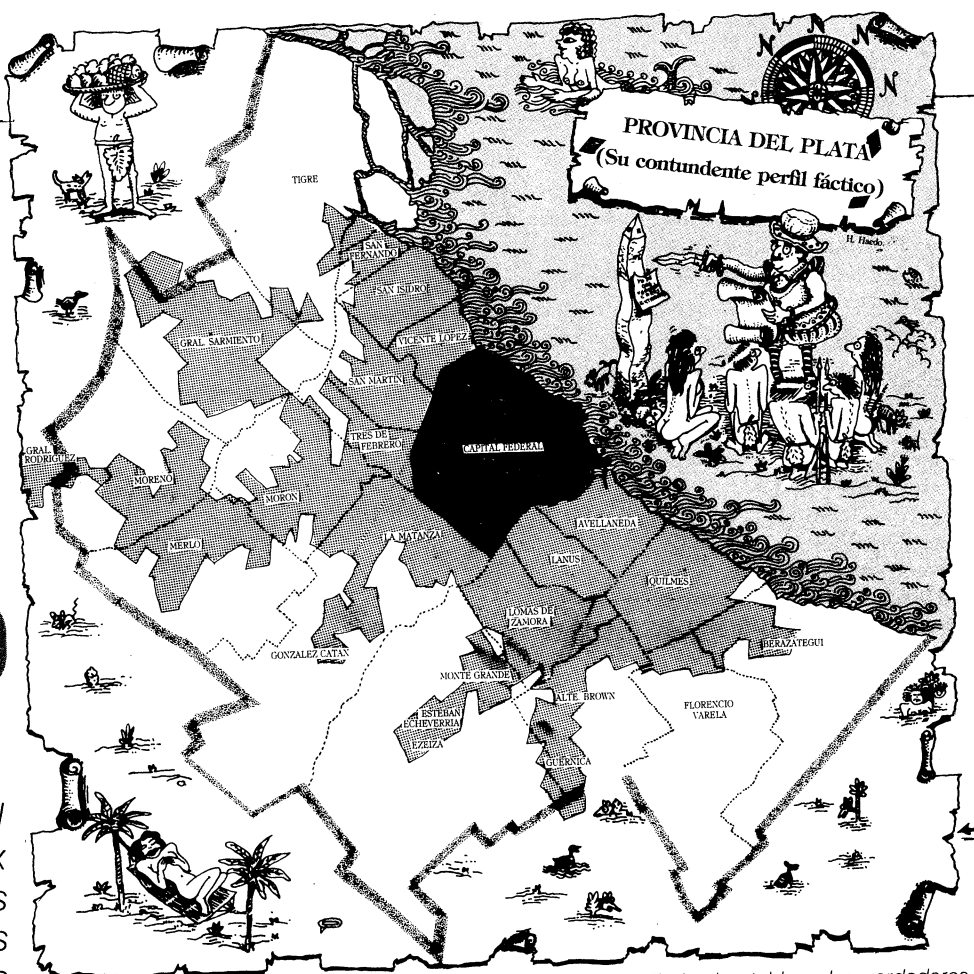 N N N N
PROVINCIA DEL PLATA
(Su contundente perfil fáctico)
H. Haedo.
TIGRE
SAN
FERNANDO
SAN ISIDRO
GRAL SARMIENTO
VICENTE LOPEZ
SAN MARTIN
TRES DE
FEBRERO
CAPITAL FEDERAL
GRAL
RODRIGUEZ
MORENO
MORON
MERLO
LA MATANZA
AVELLANEDA
LANUS
QUILMES
LOMAS DE
ZAMORA
BERAZATEGUI
GONZALEZ CATAN
MONTE GRANDE
ALTE. BROWN
FLORENCIO
VARELA
ESTEBAN
ECHEVERRIA
EZEIZA
GUERNICA
X
S
S